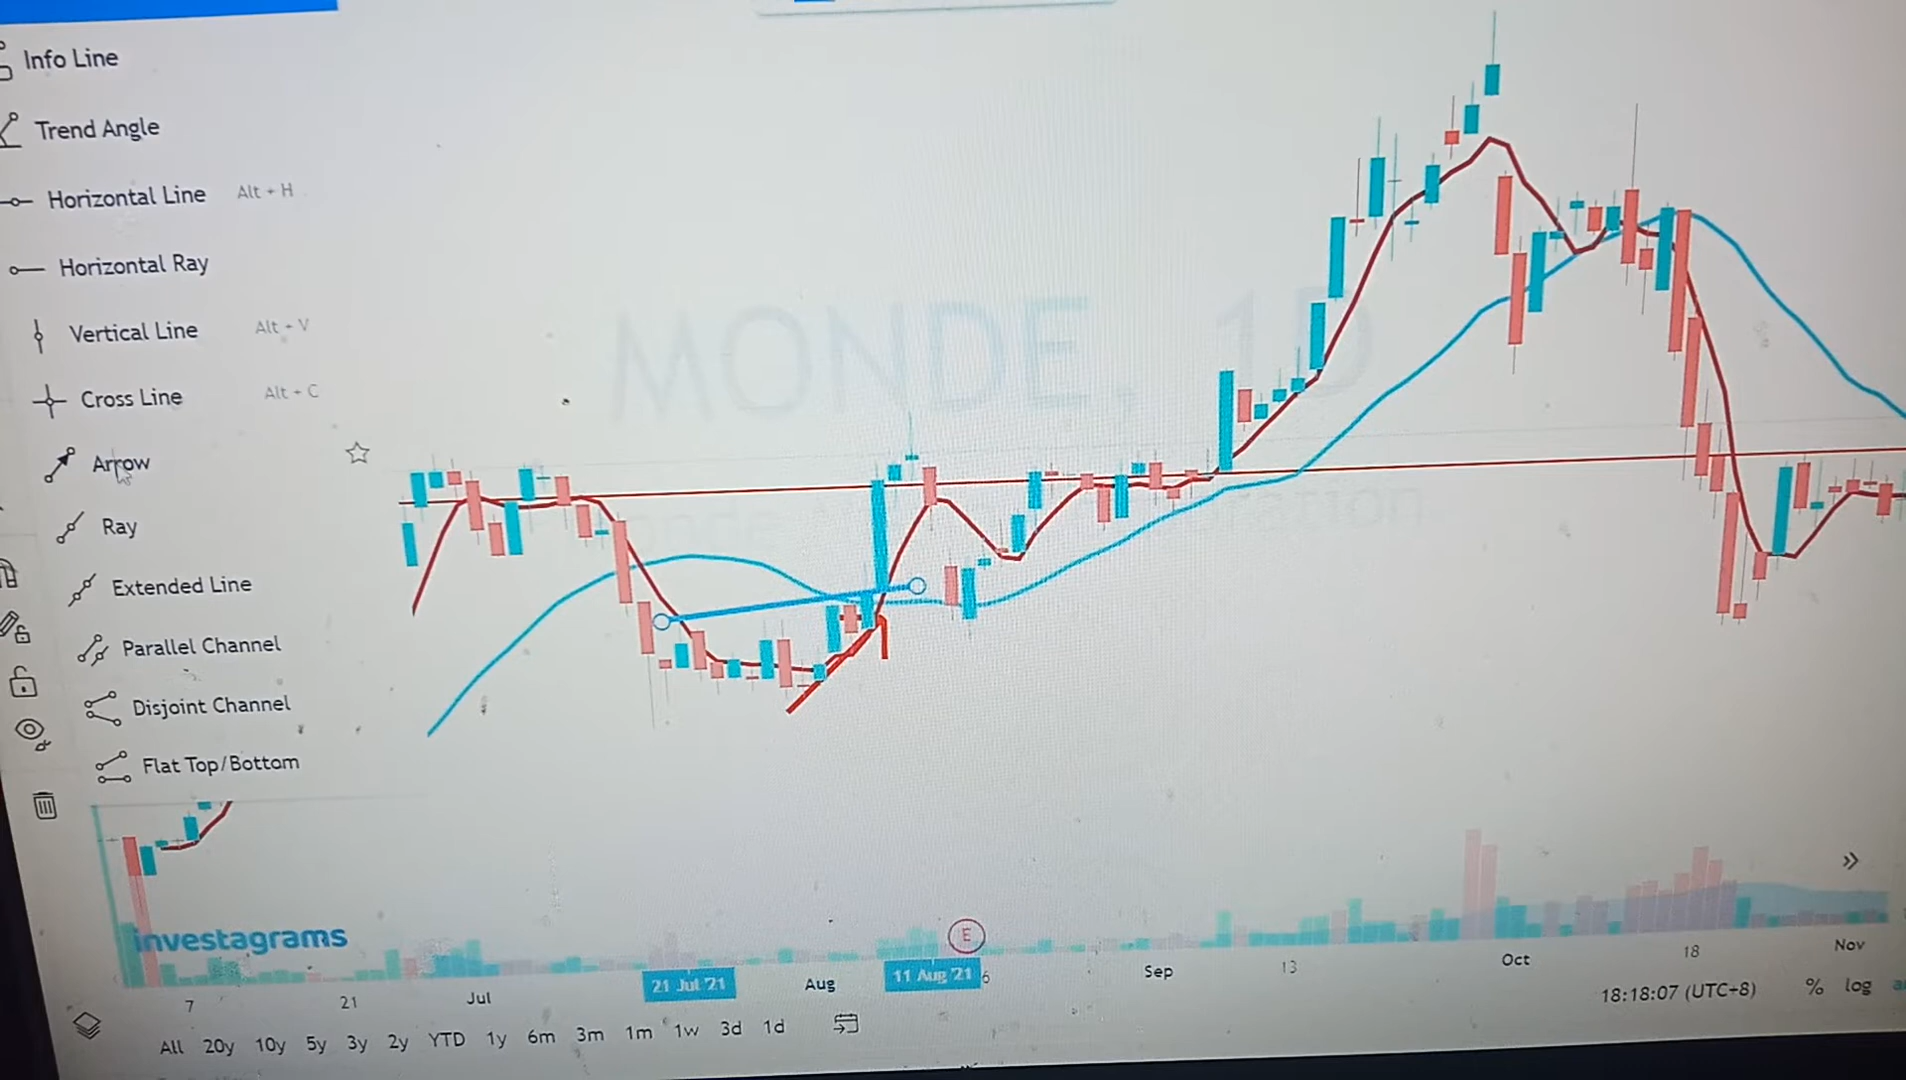 Info Line
Trend Angle
Horizontal Line Alt + H
Horizontal Ray
Vertical Line Alt + V
Cross Line Alt + C
Arrow
Ray
Extended Line
Parallel Channel
Disjoint Channel
Flat Top/Bottom
MONDE, 1D
investagrams
E
7 21 Jul 21 Jul '21 Aug 11 Aug '21 6 Sep 13 Oct 18 Nov
18:18:07 (UTC+8) % log
All 20y 10y 5y 3y 2y YTD 1y 6m 3m 1m 1w 3d 1d